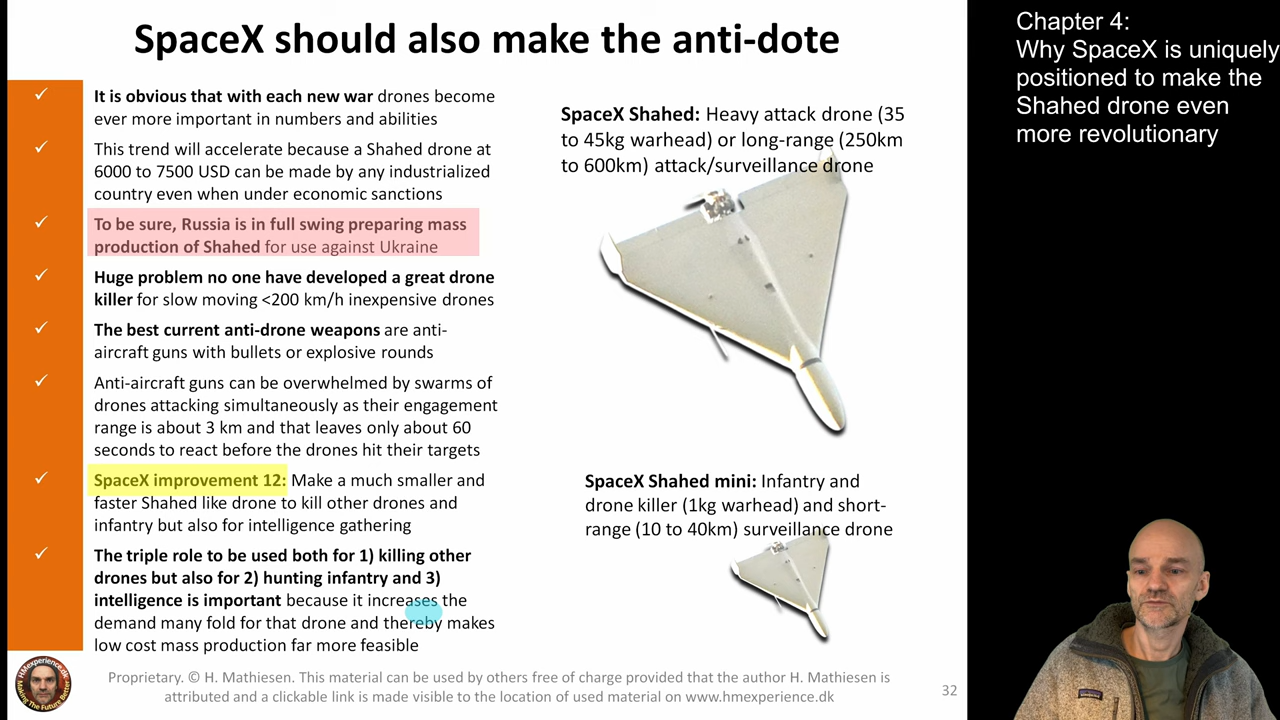 SpaceX should also make the anti-dote
It is obvious that with each new war drones become
ever more important in numbers and abilities
This trend will accelerate because a Shahed drone at
6000 to 7500 USD can be made by any industrialized
country even when under economic sanctions
To be sure, Russia is in full swing preparing mass
production of Shahed for use against Ukraine
Huge problem no one have developed a great drone
killer for slow moving <200 km/h inexpensive drones
The best current anti-drone weapons are anti-
aircraft guns with bullets or explosive rounds
Anti-aircraft guns can be overwhelmed by swarms of
drones attacking simultaneously as their engagement
range is about 3 km and that leaves only about 60
seconds to react before the drones hit their targets
SpaceX improvement 12: Make a much smaller and
faster Shahed like drone to kill other drones and
infantry but also for intelligence gathering
The triple role to be used both for 1) killing other
drones but also for 2) hunting infantry and 3)
intelligence is important because it increases the
demand many fold for that drone and thereby makes
low cost mass production far more feasible
SpaceX Shahed: Heavy attack drone (35
to 45kg warhead) or long-range (250km
to 600km) attack/surveillance drone
SpaceX Shahed mini: Infantry and
drone killer (1kg warhead) and short-
range (10 to 40km) surveillance drone
Proprietary. © H. Mathiesen. This material can be used by others free of charge provided that the author H. Mathiesen is
attributed and a clickable link is made visible to the location of used material on www.hmexperience.dk
32
Chapter 4:
Why SpaceX is uniquely
positioned to make the
Shahed drone even
more revolutionary